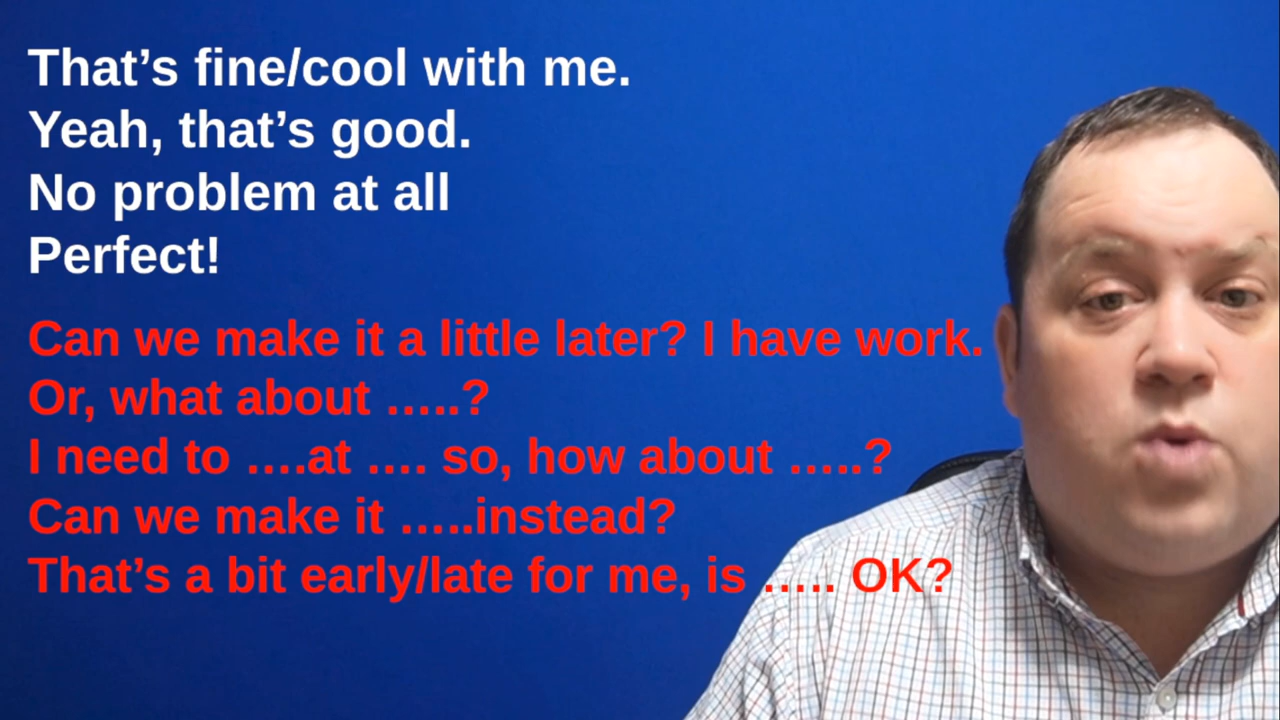 That’s fine/cool with me.
Yeah, that’s good.
No problem at all
Perfect!
Can we make it a little later? I have work.
Or, what about …..?
I need to ….at …. so, how about …..?
Can we make it …..instead?
That’s a bit early/late for me, is ….. OK?